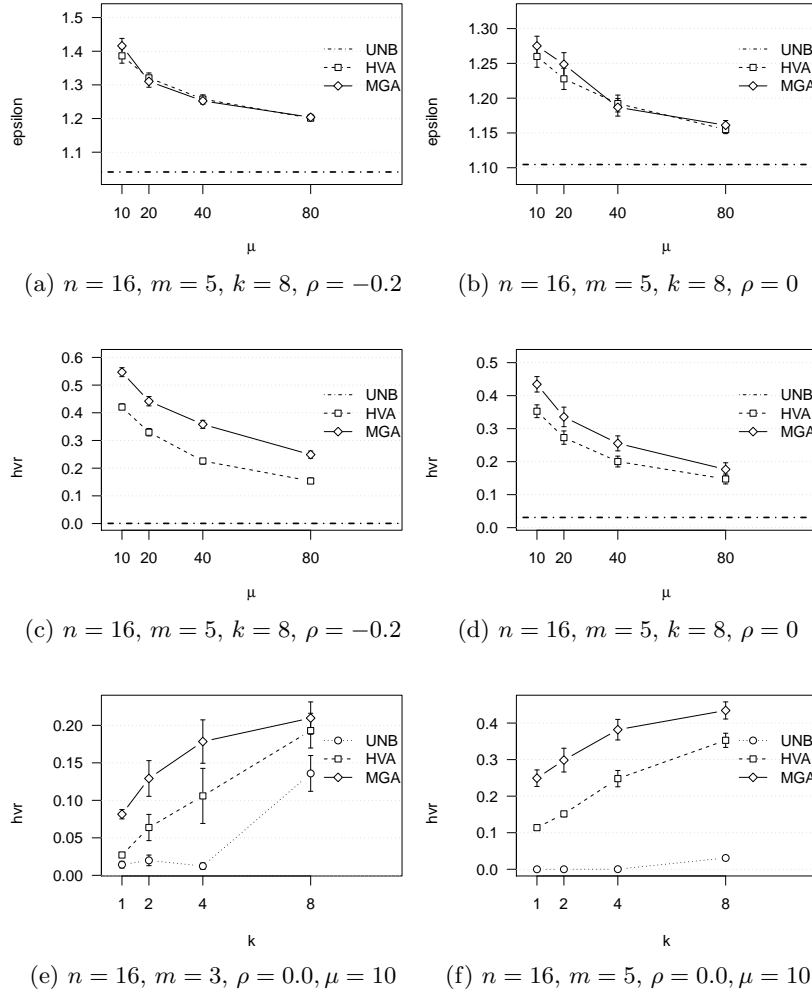 1.5
1.4
1.3
1.2
1.1
epsilon
10 20 40 80
μ
UNB
HVA
MGA
(a) n = 16, m = 5, k = 8, ρ = −0.2
1.30
1.25
1.20
1.15
1.10
epsilon
10 20 40 80
μ
UNB
HVA
MGA
(b) n = 16, m = 5, k = 8, ρ = 0
0.6
0.5
0.4
0.3
0.2
0.1
0.0
hvr
10 20 40 80
μ
UNB
HVA
MGA
(c) n = 16, m = 5, k = 8, ρ = −0.2
0.5
0.4
0.3
0.2
0.1
0.0
hvr
10 20 40 80
μ
UNB
HVA
MGA
(d) n = 16, m = 5, k = 8, ρ = 0
0.20
0.15
0.10
0.05
0.00
hvr
1 2 4 8
k
UNB
HVA
MGA
(e) n = 16, m = 3, ρ = 0.0, μ = 10
0.4
0.3
0.2
0.1
0.0
hvr
1 2 4 8
k
UNB
HVA
MGA
(f) n = 16, m = 5, ρ = 0.0, μ = 10